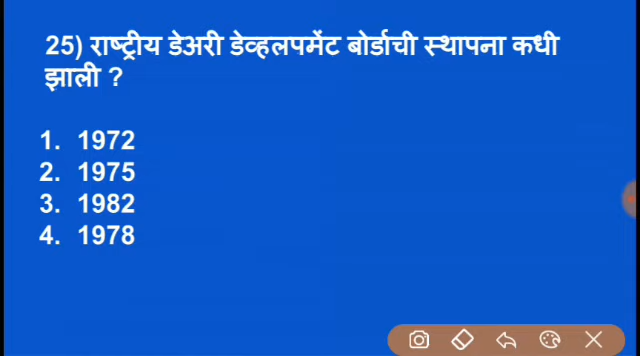 25) राष्ट्रीय डेअरी डेव्हलपमेंट बोर्डाची स्थापना कधी
झाली ?
1. 1972
2. 1975
3. 1982
4. 1978